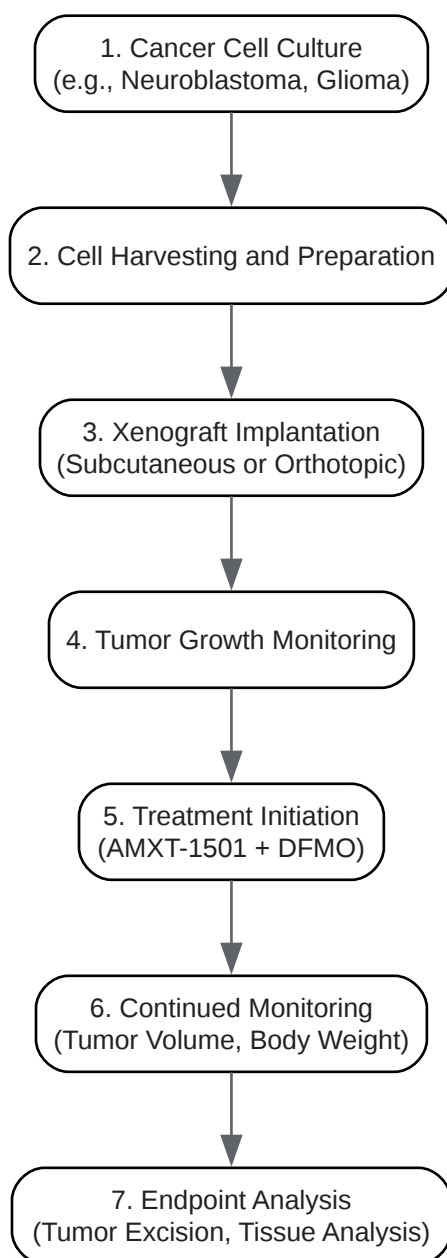 1. Cancer Cell Culture
(e.g., Neuroblastoma, Glioma)
2. Cell Harvesting and Preparation
3. Xenograft Implantation
(Subcutaneous or Orthotopic)
4. Tumor Growth Monitoring
5. Treatment Initiation
(AMXT-1501 + DFMO)
6. Continued Monitoring
(Tumor Volume, Body Weight)
7. Endpoint Analysis
(Tumor Excision, Tissue Analysis)